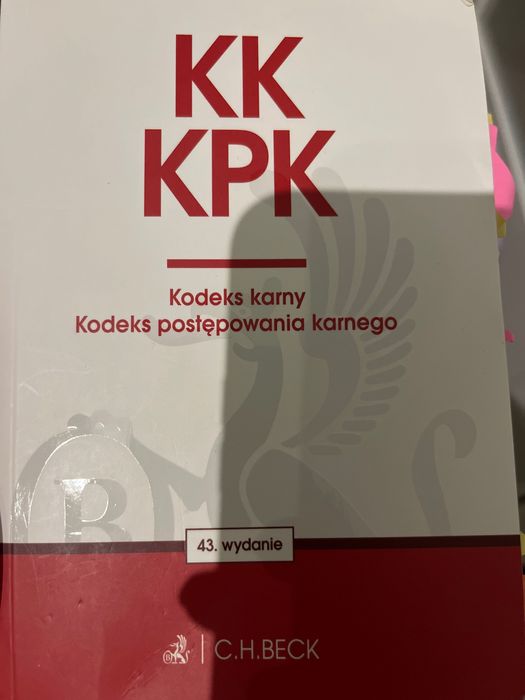 KK
KPK
Kodeks karny
Kodeks postępowania karnego
B
43. wydanie
B C.H.BECK